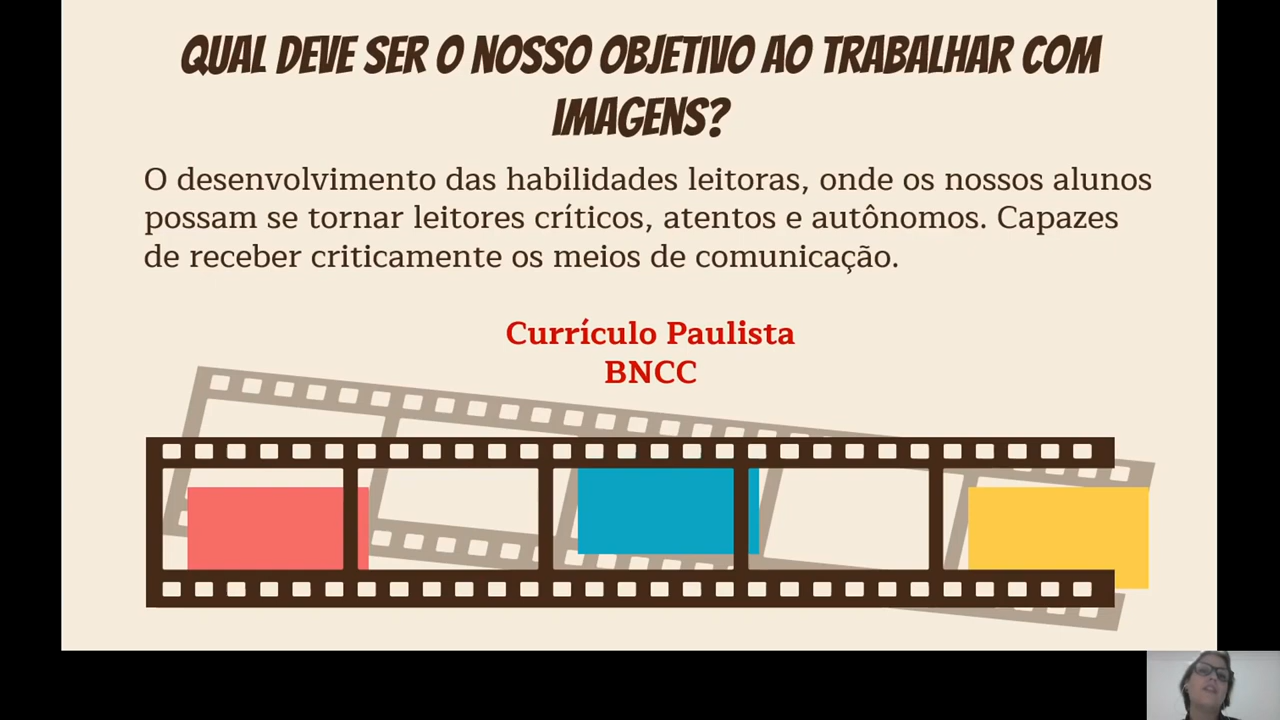 QUAL DEVE SER O NOSSO OBJETIVO AO TRABALHAR COM
IMAGENS?
O desenvolvimento das habilidades leitoras, onde os nossos alunos
possam se tornar leitores críticos, atentos e autônomos. Capazes
de receber criticamente os meios de comunicação.
Currículo Paulista
BNCC